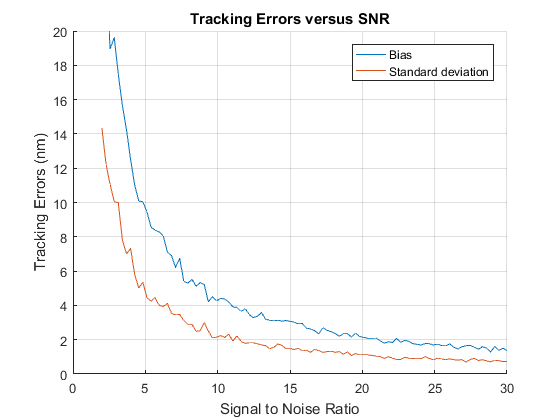 Tracking Errors versus SNR
20
18
16
14
12
10
8
6
4
2
0
Tracking Errors (nm)
Bias
Standard deviation
0 5 10 15 20 25 30
Signal to Noise Ratio